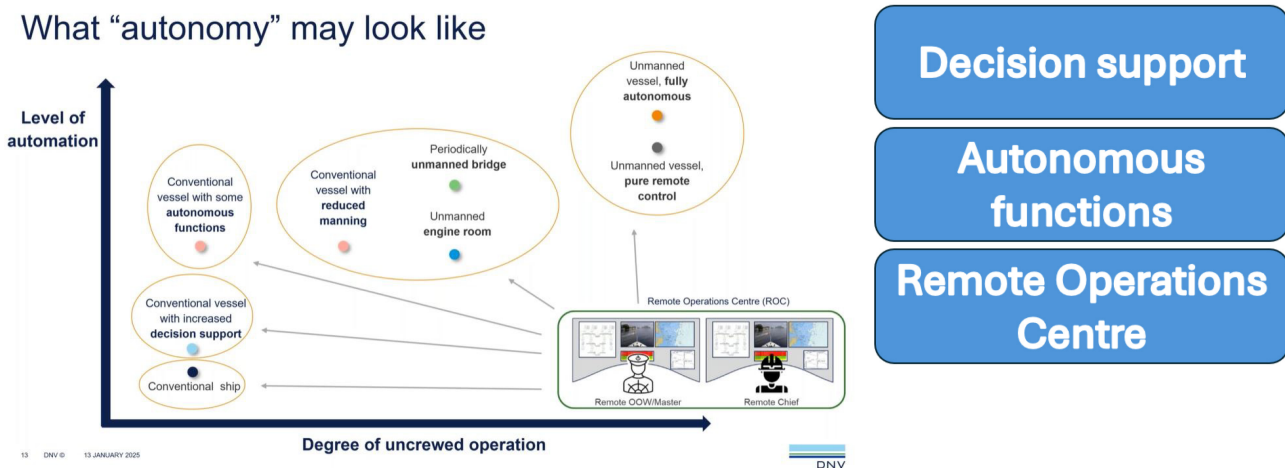 What “autonomy” may look like
Level of
automation
Unmanned
vessel, fully
autonomous
Unmanned vessel,
pure remote
control
Periodically
unmanned bridge
Conventional
vessel with
reduced
manning
Unmanned
engine room
Conventional
vessel with some
autonomous
functions
Conventional vessel
with increased
decision support
Conventional ship
Remote Operations Centre (ROC)
Remote OOW/Master
Remote Chief
Degree of uncrewed operation
13 DNV © 13 JANUARY 2025
DNV
Decision support
Autonomous
functions
Remote Operations
Centre